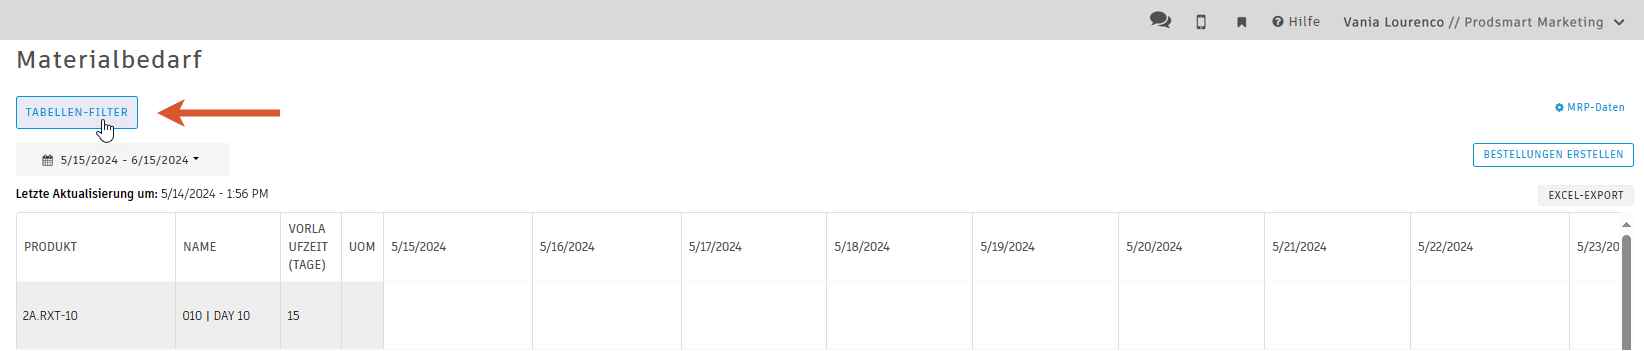 Hilfe Vania Lourenco // Prodsmart Marketing
Materialbedarf
TABELLEN-FILTER
MRP-Daten
5/15/2024 - 6/15/2024
BESTELLUNGEN ERSTELLEN
Letzte Aktualisierung um: 5/14/2024 - 1:56 PM
EXCEL-EXPORT
PRODUKT NAME VORLA UOM 5/15/2024 5/16/2024 5/17/2024 5/18/2024 5/19/2024 5/20/2024 5/21/2024 5/22/2024 5/23/20
UFZEIT
(TAGE)
2A.RXT-10 010 | DAY 10 15